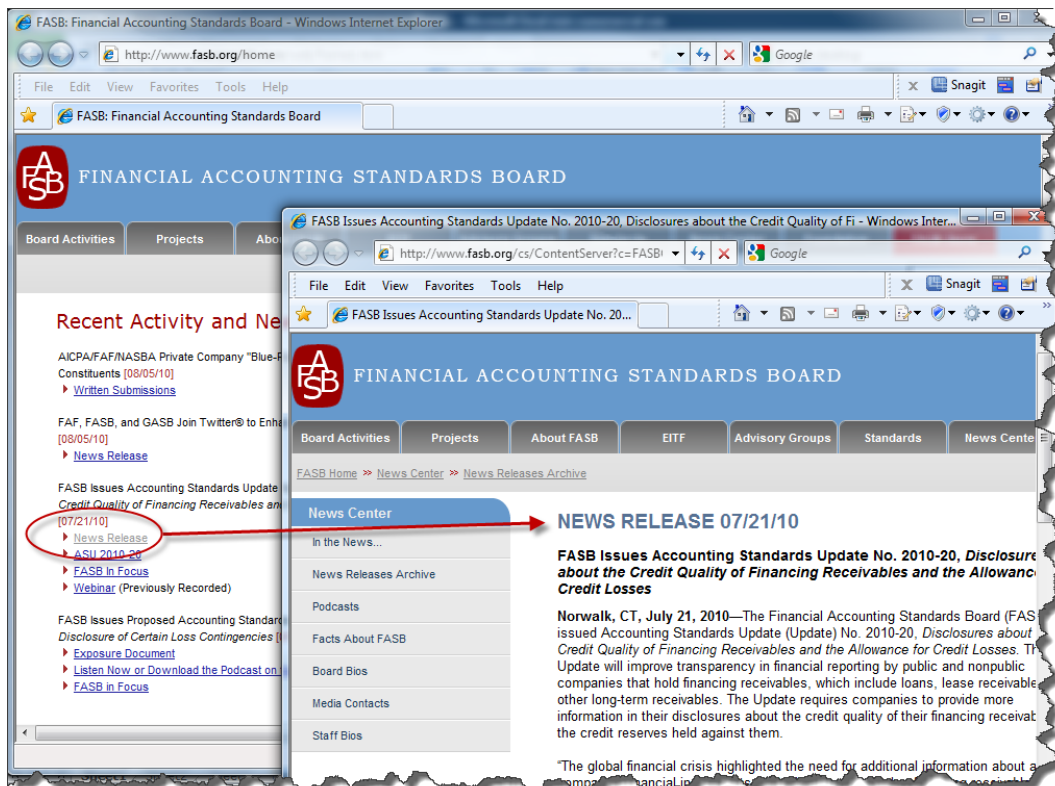 FASB: Financial Accounting Standards Board - Windows Internet Explorer
http://www.fasb.org/home
Google
File Edit View Favorites Tools Help
x Snagit
FASB: Financial Accounting Standards Board
FASB
FINANCIAL ACCOUNTING STANDARDS BOARD
Board Activities Projects Abo
Recent Activity and Ne
AICPA/FAF/NASBA Private Company "Blue-
Constituents [08/05/10]
Written Submissions
FAF, FASB, and GASB Join Twitter® to Enha
[08/05/10]
News Release
FASB Issues Accounting Standards Update
Credit Quality of Financing Receivables an
[07/21/10]
News Release
ASU 2010-20
FASB In Focus
Webinar (Previously Recorded)
FASB Issues Proposed Accounting Standard
Disclosure of Certain Loss Contingencies [
Exposure Document
Listen Now or Download the Podcast on
FASB in Focus
FASB Issues Accounting Standards Update No. 2010-20, Disclosures about the Credit Quality of Fi - Windows Inter...
http://www.fasb.org/cs/ContentServer?c=FASB
Google
File Edit View Favorites Tools Help
x Snagit
FASB Issues Accounting Standards Update No. 20...
FASB
FINANCIAL ACCOUNTING STANDARDS BOARD
Board Activities Projects About FASB EITF Advisory Groups Standards News Cente
FASB Home » News Center » News Releases Archive
News Center
In the News...
News Releases Archive
Podcasts
Facts About FASB
Board Bios
Media Contacts
Staff Bios
NEWS RELEASE 07/21/10
FASB Issues Accounting Standards Update No. 2010-20, Disclosure
about the Credit Quality of Financing Receivables and the Allowanc
Credit Losses
Norwalk, CT, July 21, 2010—The Financial Accounting Standards Board (FAS
issued Accounting Standards Update (Update) No. 2010-20, Disclosures about
Credit Quality of Financing Receivables and the Allowance for Credit Losses. Th
Update will improve transparency in financial reporting by public and nonpublic
companies that hold financing receivables, which include loans, lease receivable
other long-term receivables. The Update requires companies to provide more
information in their disclosures about the credit quality of their financing receivab
the credit reserves held against them.
"The global financial crisis highlighted the need for additional information about a